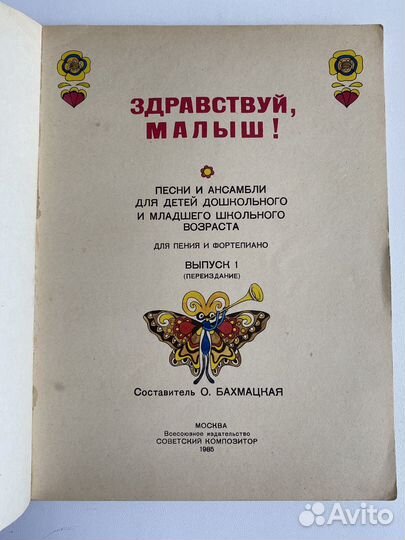 ЗДРАВСТВУЙ,
МАЛЫШ!
ПЕСНИ И АНСАМБЛИ
ДЛЯ ДЕТЕЙ ДОШКОЛЬНОГО
И МЛАДШЕГО ШКОЛЬНОГО
ВОЗРАСТА
ДЛЯ ПЕНИЯ И ФОРТЕПИАНО
ВЫПУСК 1
(ПЕРЕИЗДАНИЕ)
Составитель О. БАХМАЦКАЯ
МОСКВА
Всесоюзное издательство
СОВЕТСКИЙ КОМПОЗИТОР
1985
Avito